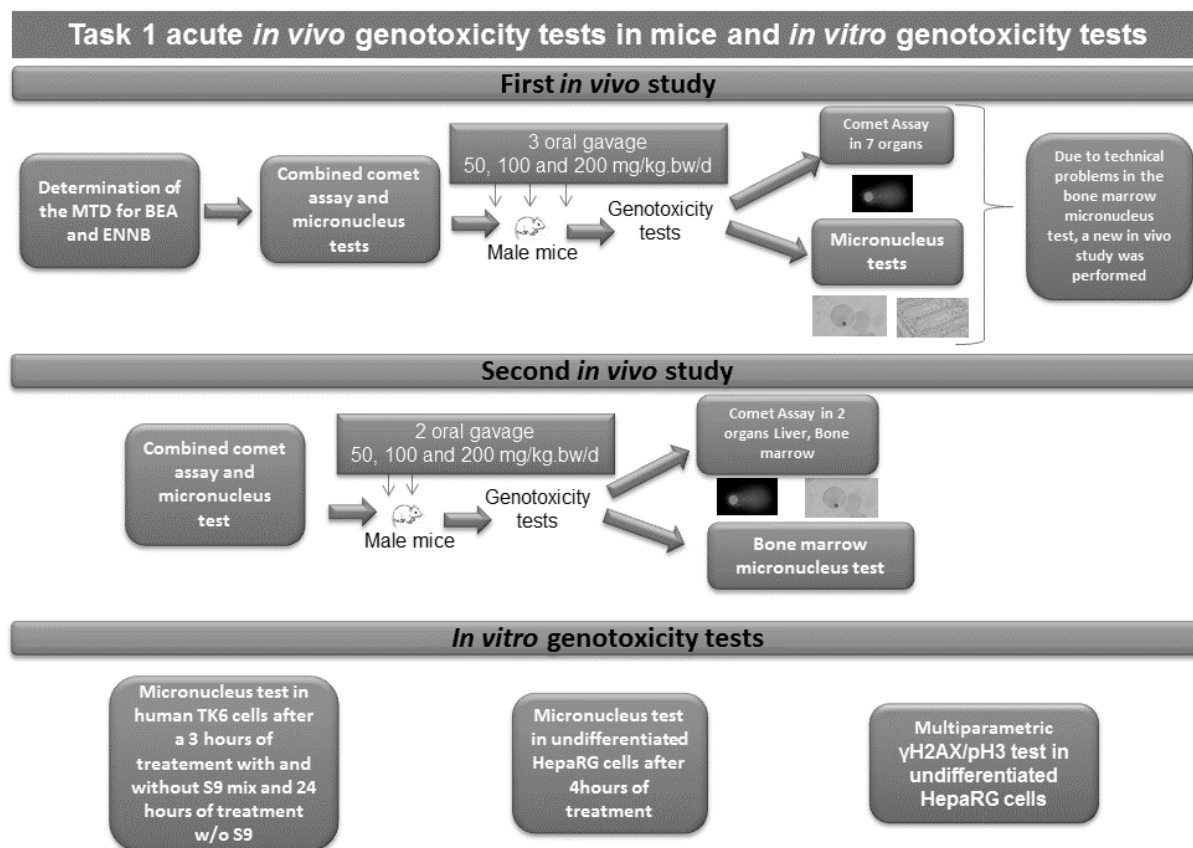 Task 1 acute in vivo genotoxicity tests in mice and in vitro genotoxicity tests
First in vivo study
Determination of
the MTD for BEA
and ENNB
Combined comet
assay and
micronucleus
tests
3 oral gavage
50, 100 and 200 mg/kg.bw/d
Male mice
Genotoxicity
tests
Comet Assay
in 7 organs
Micronucleus
tests
Due to technical
problems in the
bone marrow
micronucleus
test, a new in vivo
study was
performed
Second in vivo study
Combined comet
assay and
micronucleus
test
2 oral gavage
50, 100 and 200 mg/kg.bw/d
Male mice
Genotoxicity
tests
Comet Assay in 2
organs Liver, Bone
marrow
Bone marrow
micronucleus test
In vitro genotoxicity tests
Micronucleus test in
human TK6 cells after
a 3 hours of
treatement with and
without S9 mix and 24
hours of treatment
w/o S9
Micronucleus test
in undifferentiated
HepaRG cells after
4hours of
treatment
Multiparametric
γH2AX/pH3 test in
undifferentiated
HepaRG cells